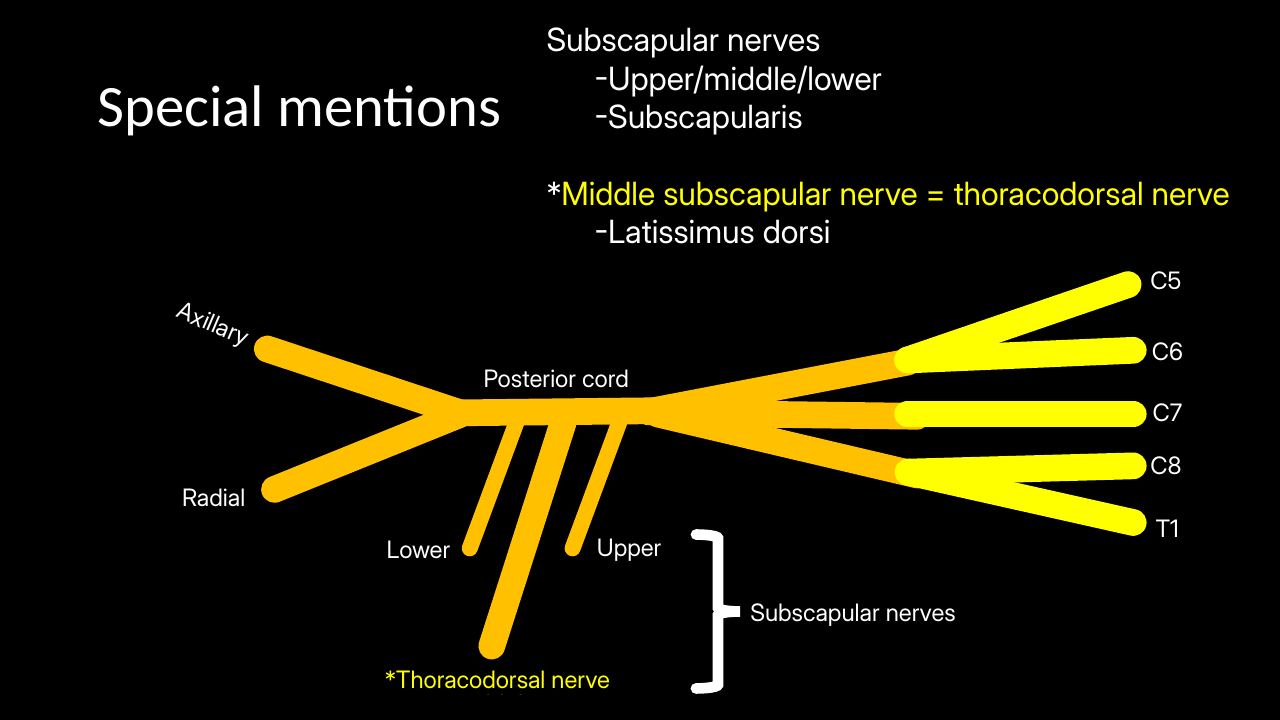 Special mentions
Subscapular nerves
-Upper/middle/lower
-Subscapularis
*Middle subscapular nerve = thoracodorsal nerve
-Latissimus dorsi
C5
Axillary
C6
Posterior cord
C7
C8
Radial
T1
Lower
Upper
Subscapular nerves
*Thoracodorsal nerve